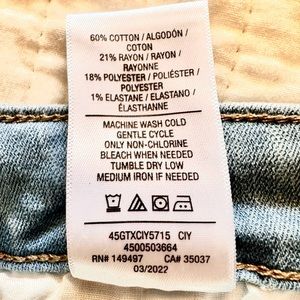 60% COTTON / ALGODÓN /
COTON
21% RAYON / RAYON /
RAYONNE
18% POLYESTER / POLIÉSTER /
POLYESTER
1% ELASTANE / ELASTANO /
ÉLASTHANNE
MACHINE WASH COLD
GENTLE CYCLE
ONLY NON-CHLORINE
BLEACH WHEN NEEDED
TUMBLE DRY LOW
MEDIUM IRON IF NEEDED
45GTXCIY5715 CIY
4500503664
RN# 149497 CA# 35037
03/2022